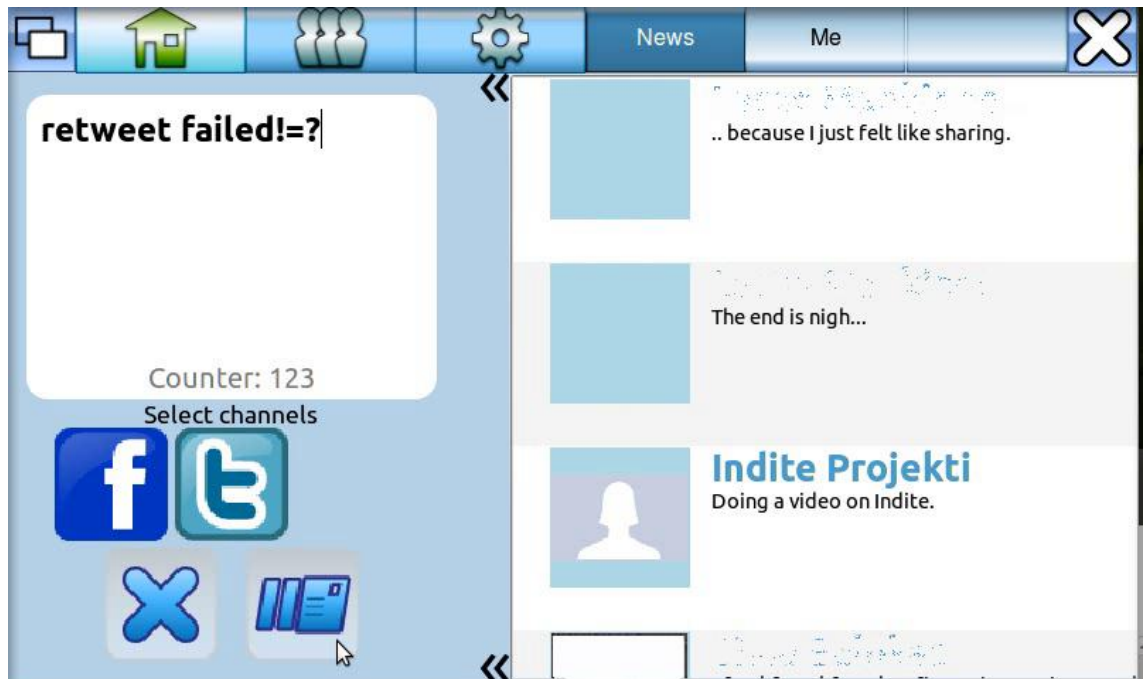 News
Me
retweet failed!=?
Counter: 123
Select channels
f
t
.. because I just felt like sharing.
The end is nigh...
Indite Projekti
Doing a video on Indite.